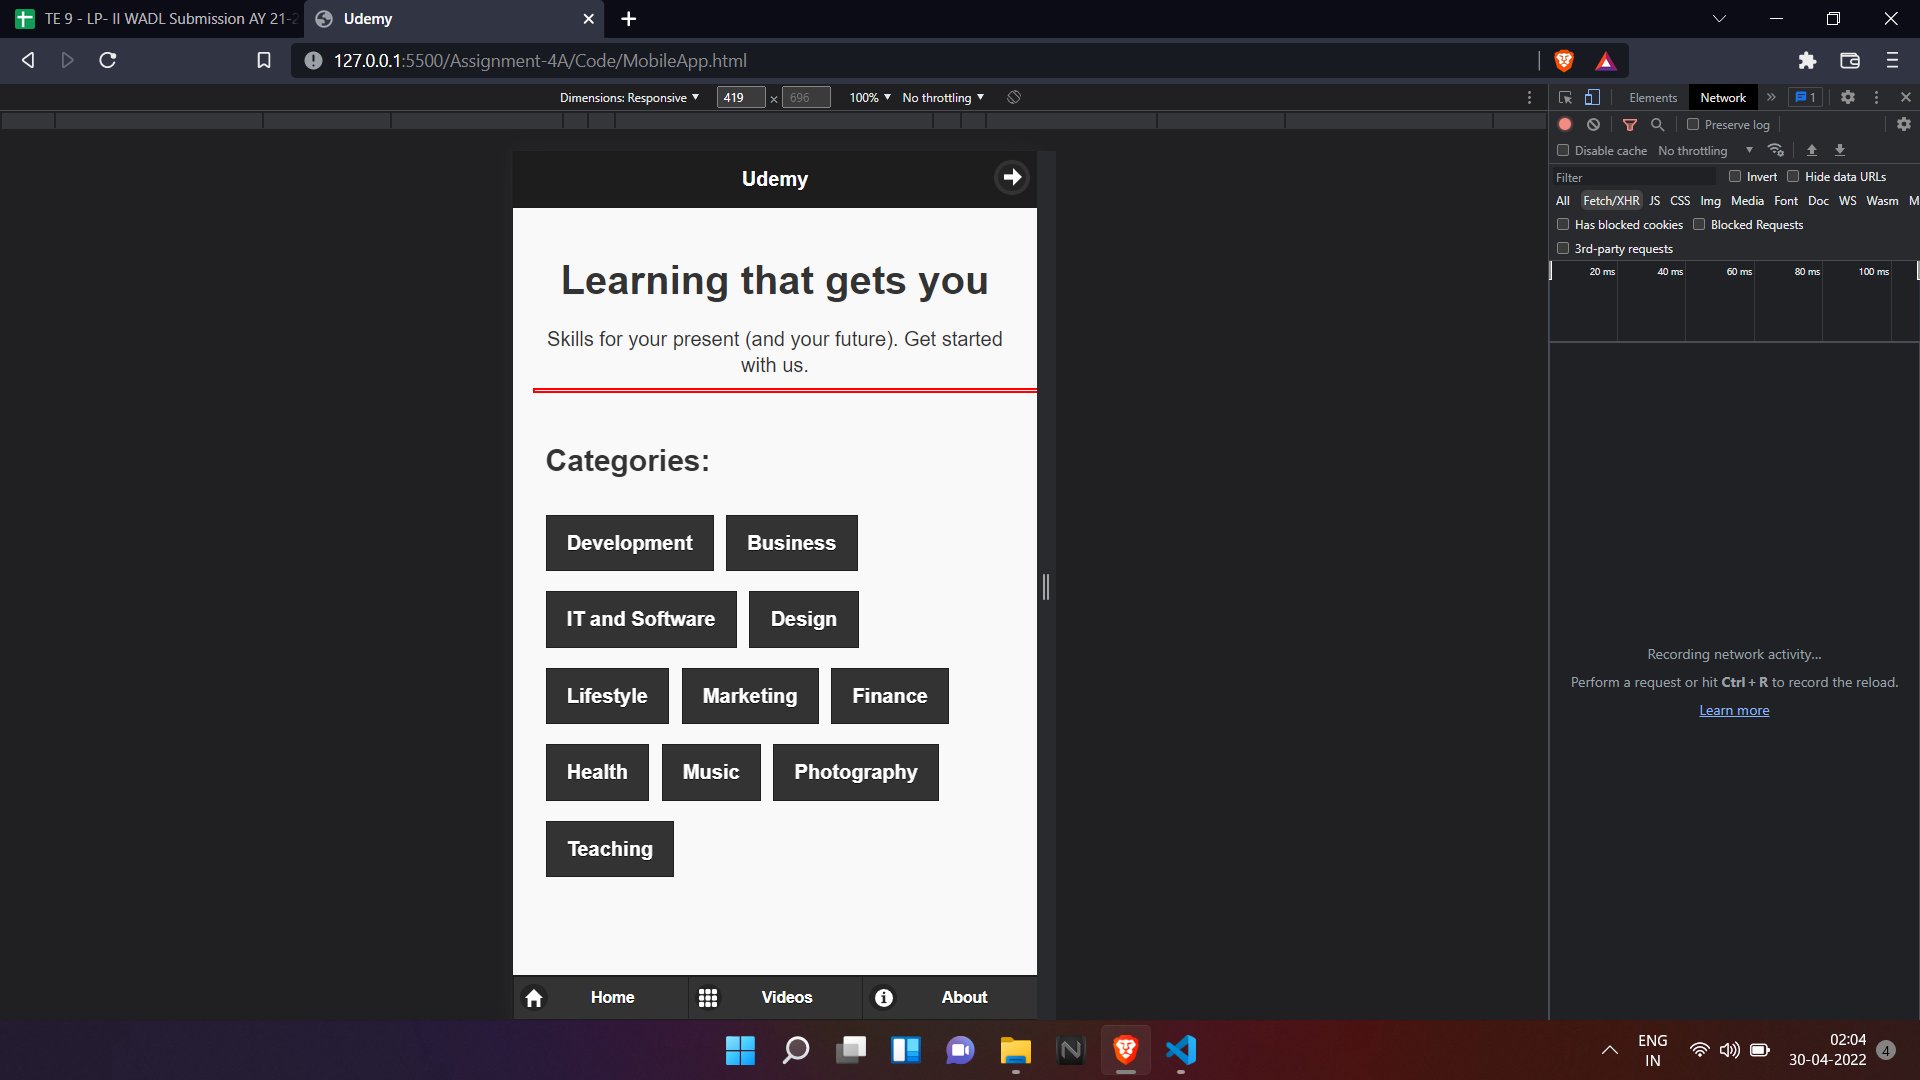 TE 9 - LP- II WADL Submission AY 21-2
Udemy
127.0.0.1:5500/Assignment-4A/Code/MobileApp.html
Dimensions: Responsive 419 × 696 100% No throttling
Elements Network » 1
Preserve log
Disable cache No throttling
Filter Invert Hide data URLs
All Fetch/XHR JS CSS Img Media Font Doc WS Wasm M
Has blocked cookies Blocked Requests
3rd-party requests
20 ms 40 ms 60 ms 80 ms 100 ms
Recording network activity...
Perform a request or hit Ctrl + R to record the reload.
Learn more
Udemy
Learning that gets you
Skills for your present (and your future). Get started
with us.
Categories:
Development Business
IT and Software Design
Lifestyle Marketing Finance
Health Music Photography
Teaching
Home Videos About
ENG
IN
02:04
30-04-2022
4